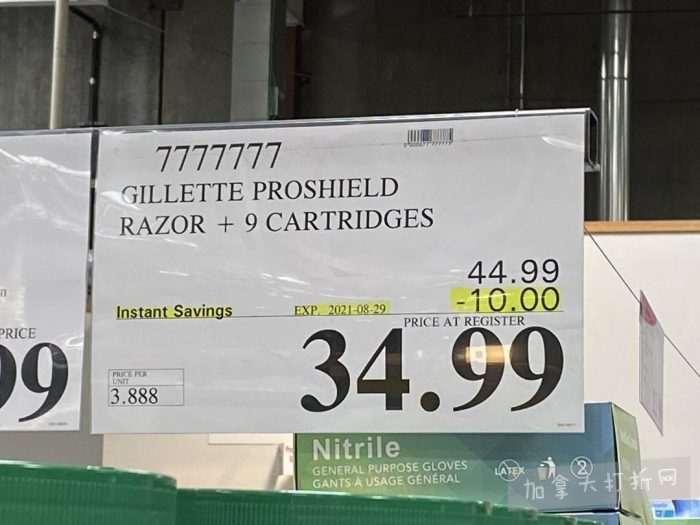 7777777
GILLETTE PROSHIELD
RAZOR + 9 CARTRIDGES
44.99
Instant Savings EXP. 2021-08-29 -10.00
PRICE AT REGISTER
34.99
PRICE PER
UNIT
3.888
PRICE
99
Nitrile
GENERAL PURPOSE GLOVES
GANTS À USAGE GÉNÉRAL
LATEX
2
加拿大打折网